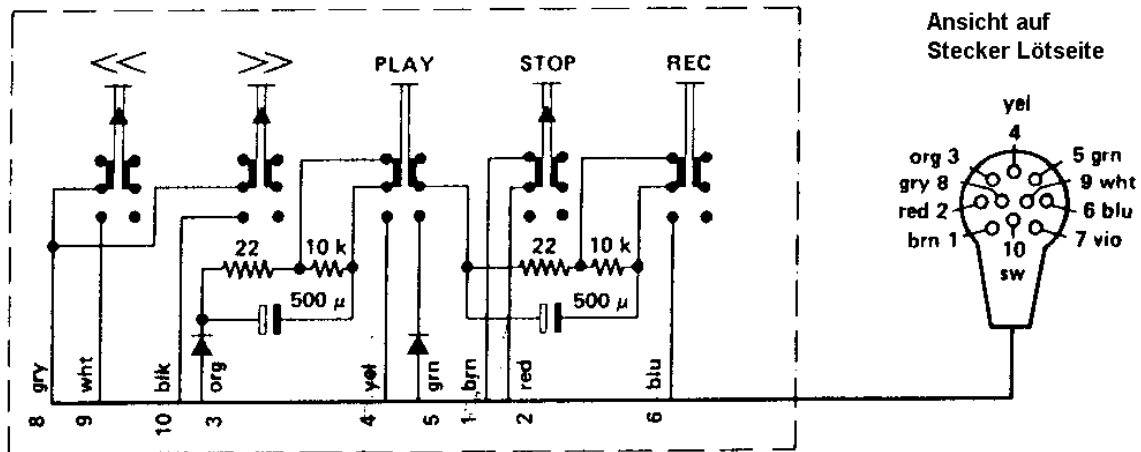 << >> PLAY STOP REC
22 10 k 22 10 k
500 µ 500 µ
gry wht blk org yel grn brn red blu
8 9 10 3 4 5 1 2 6
Ansicht auf
Stecker Lötseite
yel
4
org 3 5 grn
gry 8 9 wht
red 2 6 blu
brn 1 7 vio
10
sw